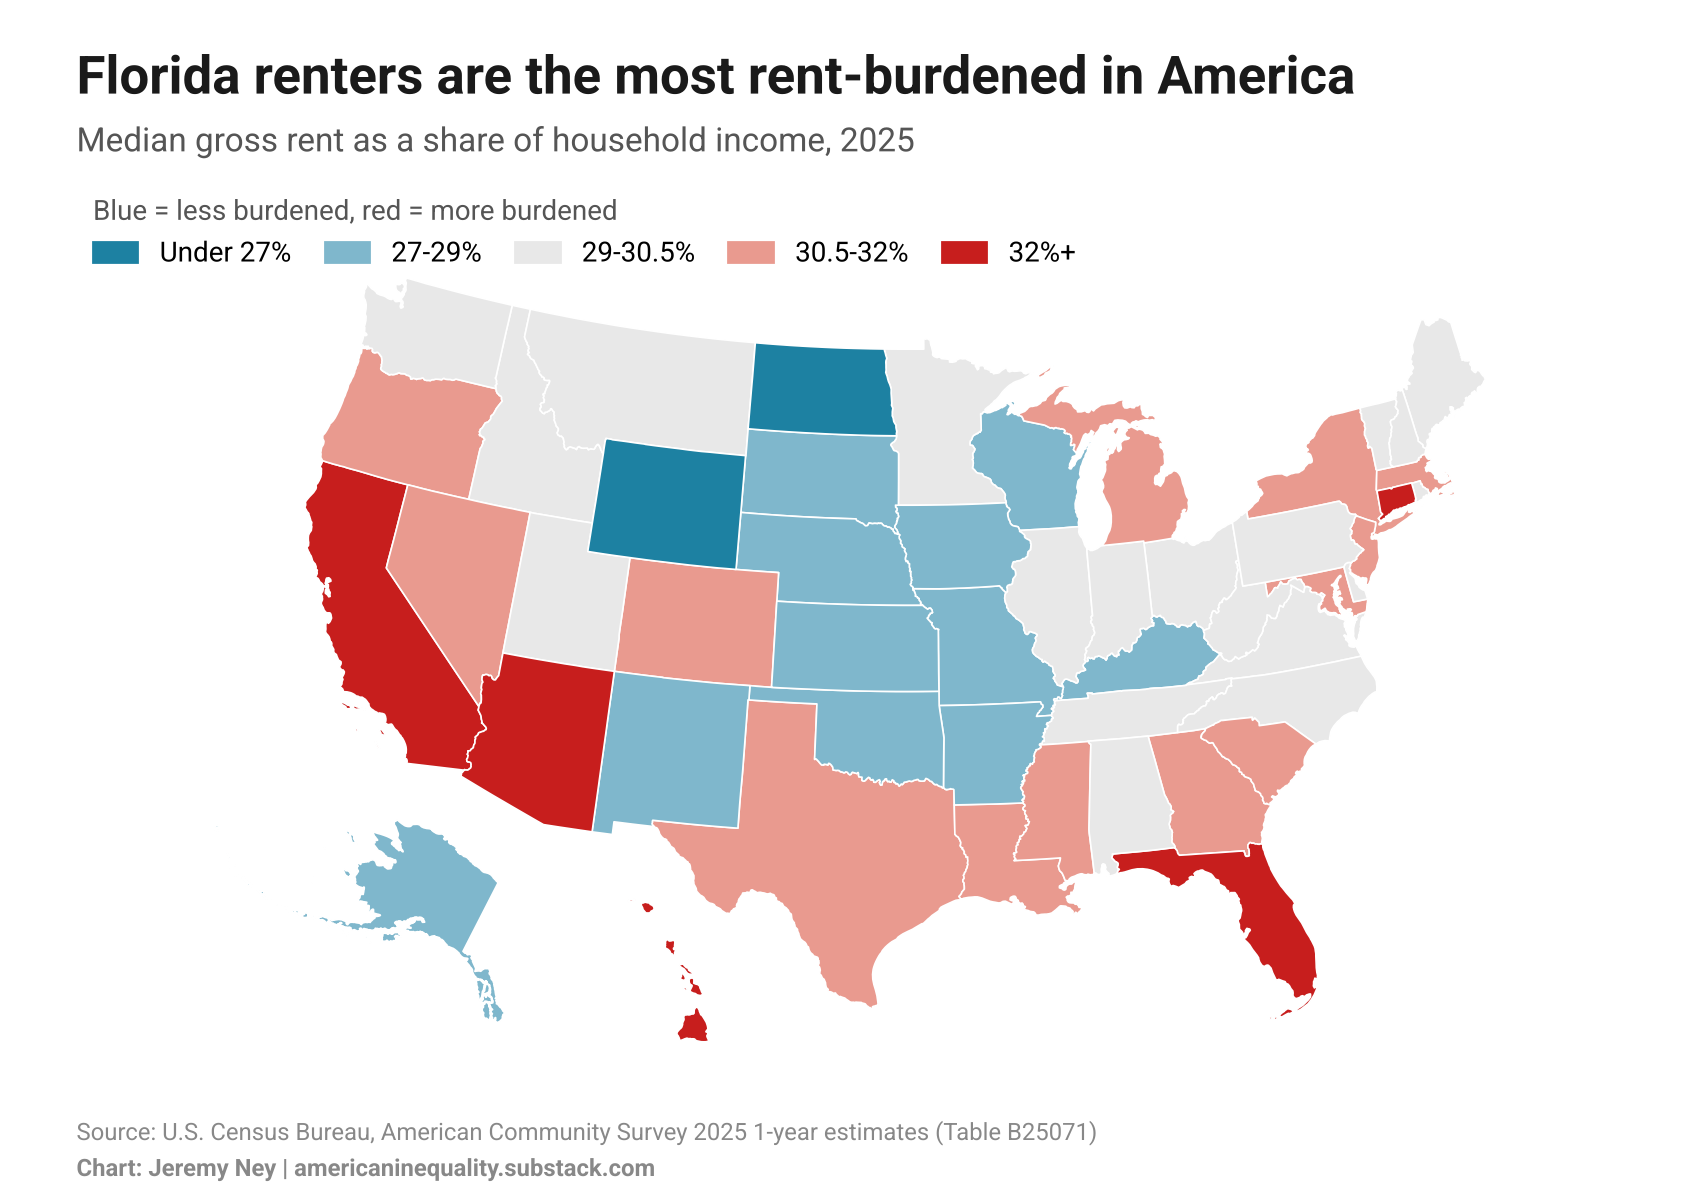 Florida renters are the most rent-burdened in America
Median gross rent as a share of household income, 2025
Blue = less burdened, red = more burdened
Under 27% 27-29% 29-30.5% 30.5-32% 32%+
Source: U.S. Census Bureau, American Community Survey 2025 1-year estimates (Table B25071)
Chart: Jeremy Ney | americaninequality.substack.com